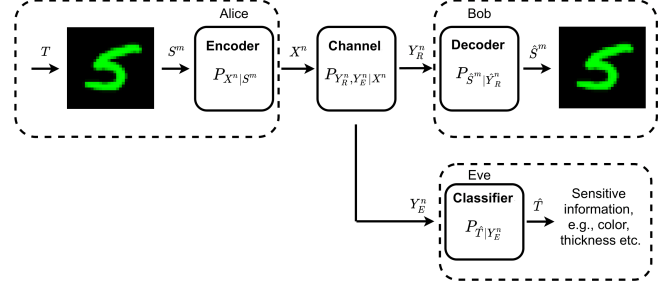 Alice
T
S^m
Encoder
P_{X^n|S^m}
X^n
Channel
P_{Y_R^n,Y_E^n|X^n}
Y_R^n
Bob
Decoder
P_{Ŝ^m|Y_R^n}
Ŝ^m
Y_E^n
Eve
Classifier
P_{T̂|Y_E^n}
T̂
Sensitive
information,
e.g., color,
thickness etc.